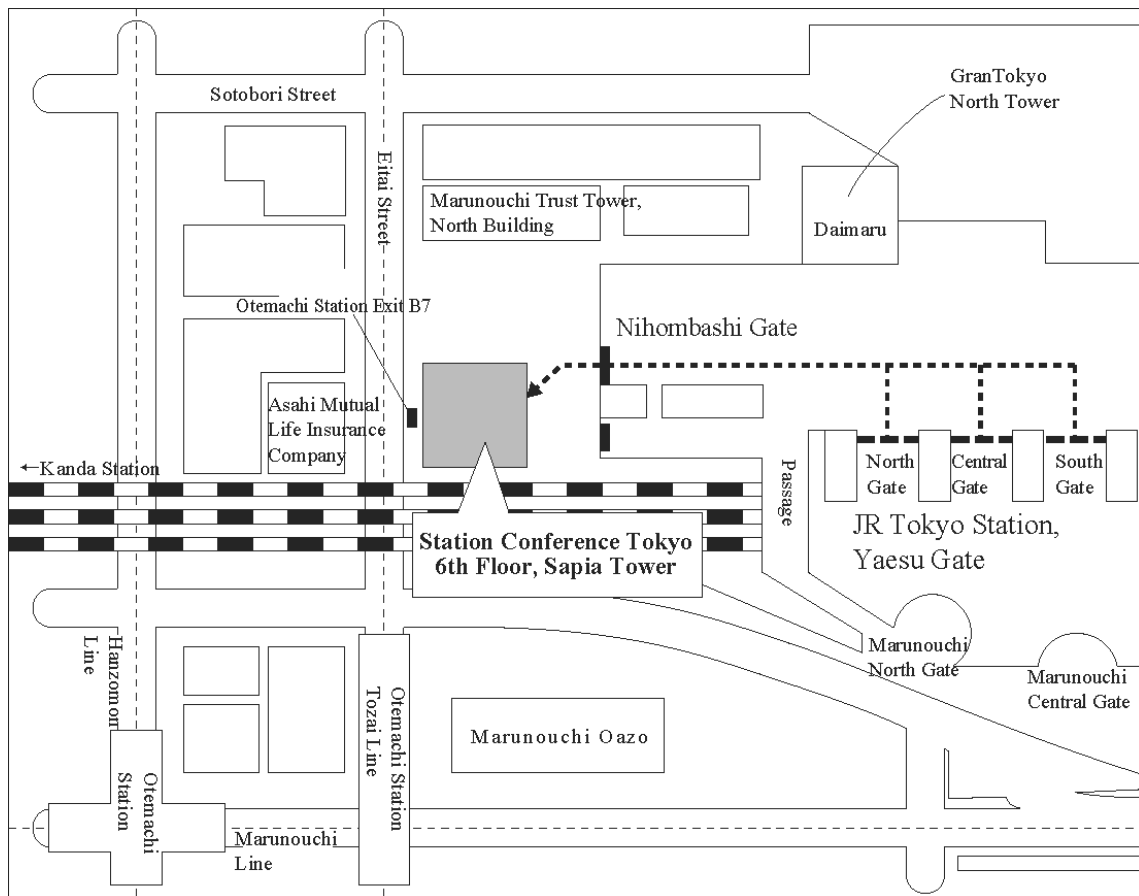 Sotobori Street
GranTokyo
North Tower
Eitai Street
Marunouchi Trust Tower,
North Building
Daimaru
Otemachi Station Exit B7
Nihombashi Gate
Asahi Mutual
Life Insurance
Company
←Kanda Station
Passage
North
Gate
Central
Gate
South
Gate
JR Tokyo Station,
Yaesu Gate
Station Conference Tokyo
6th Floor, Sapia Tower
Hanzomon
Line
Marunouchi
North Gate
Marunouchi
Central Gate
Otemachi Station
Tozai Line
Marunouchi Oazo
Otemachi
Station
Marunouchi
Line